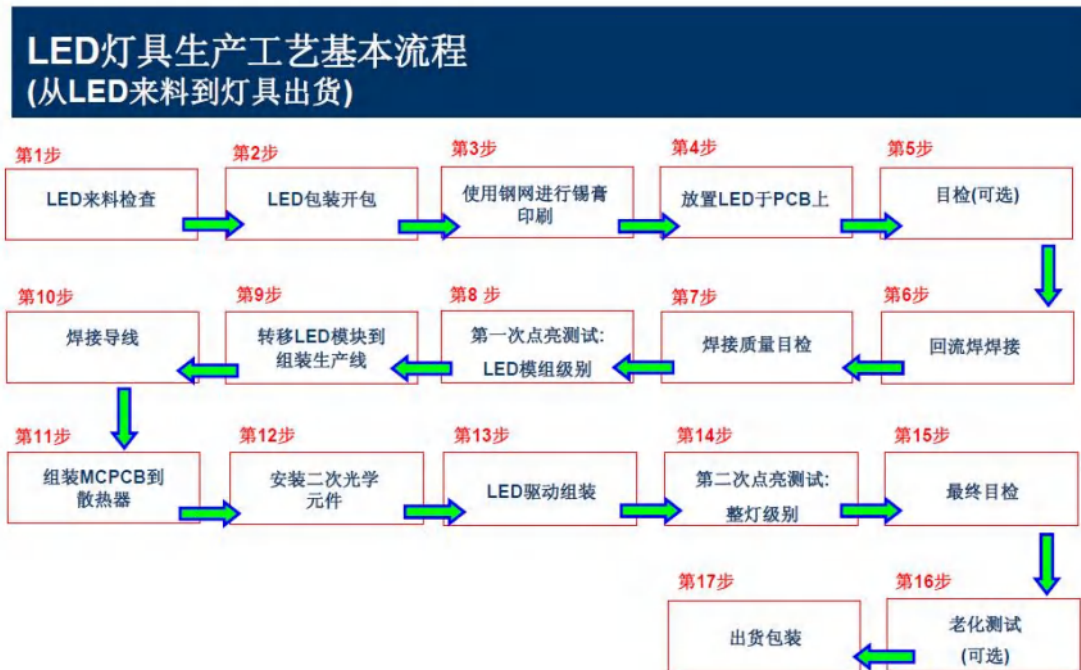 LED灯具生产工艺基本流程
(从LED来料到灯具出货)
第1步
LED来料检查
第2步
LED包装开包
第3步
使用钢网进行锡膏
印刷
第4步
放置LED于PCB上
第5步
目检(可选)
第6步
回流焊焊接
第7步
焊接质量目检
第8 步
第一次点亮测试:
LED模组级别
第9步
转移LED模块到
组装生产线
第10步
焊接导线
第11步
组装MCPCB到
散热器
第12步
安装二次光学
元件
第13步
LED驱动组装
第14步
第二次点亮测试:
整灯级别
第15步
最终目检
第16步
老化测试
(可选)
第17步
出货包装